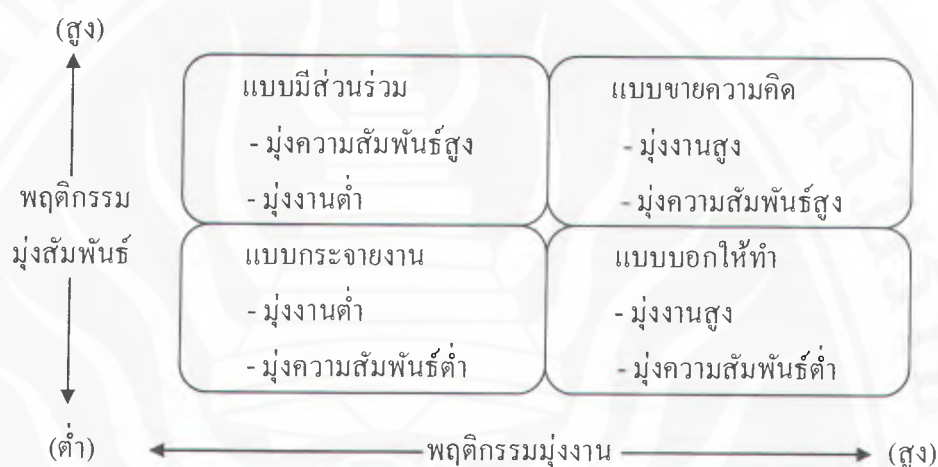 (สูง)
แบบมีส่วนร่วม
- มุ่งความสัมพันธ์สูง
- มุ่งงานต่ำ
แบบขายความคิด
- มุ่งงานสูง
- มุ่งความสัมพันธ์สูง
พฤติกรรม
มุ่งสัมพันธ์
แบบกระจายงาน
- มุ่งงานต่ำ
- มุ่งความสัมพันธ์ต่ำ
แบบบอกให้ทำ
- มุ่งงานสูง
- มุ่งความสัมพันธ์ต่ำ
(ต่ำ)
พฤติกรรมมุ่งงาน
(สูง)